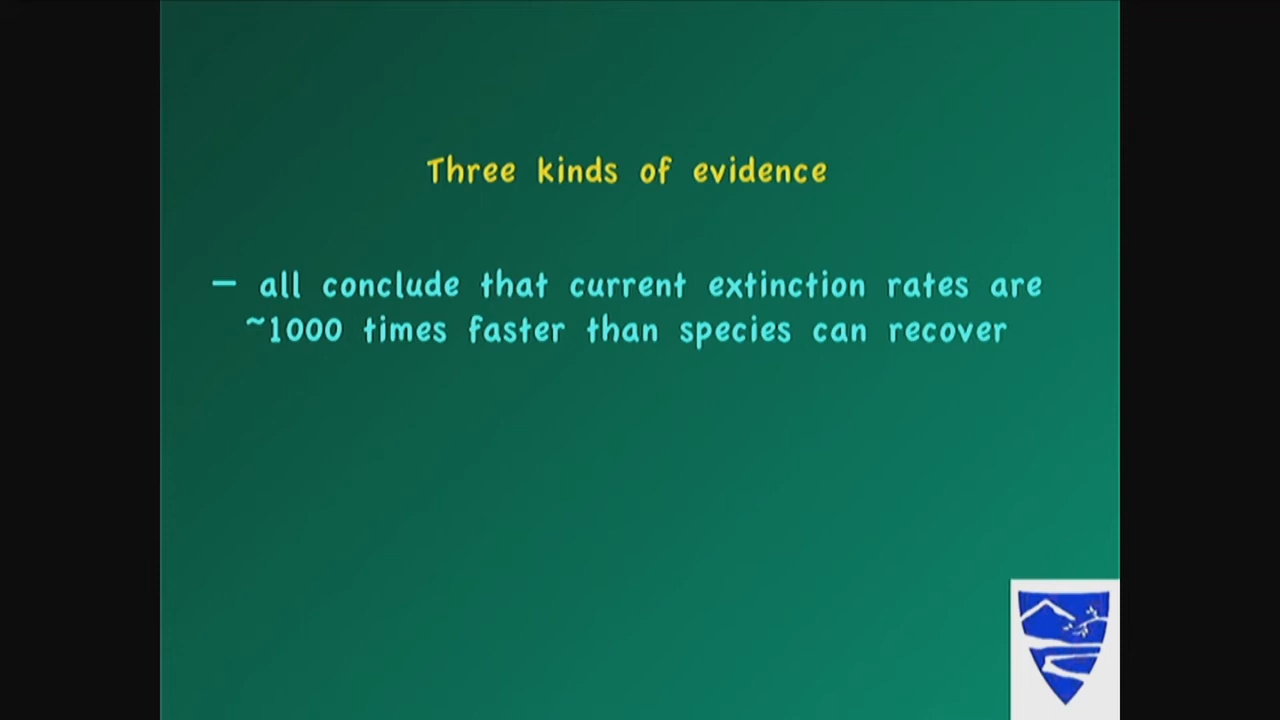 Three kinds of evidence
– all conclude that current extinction rates are
~1000 times faster than species can recover